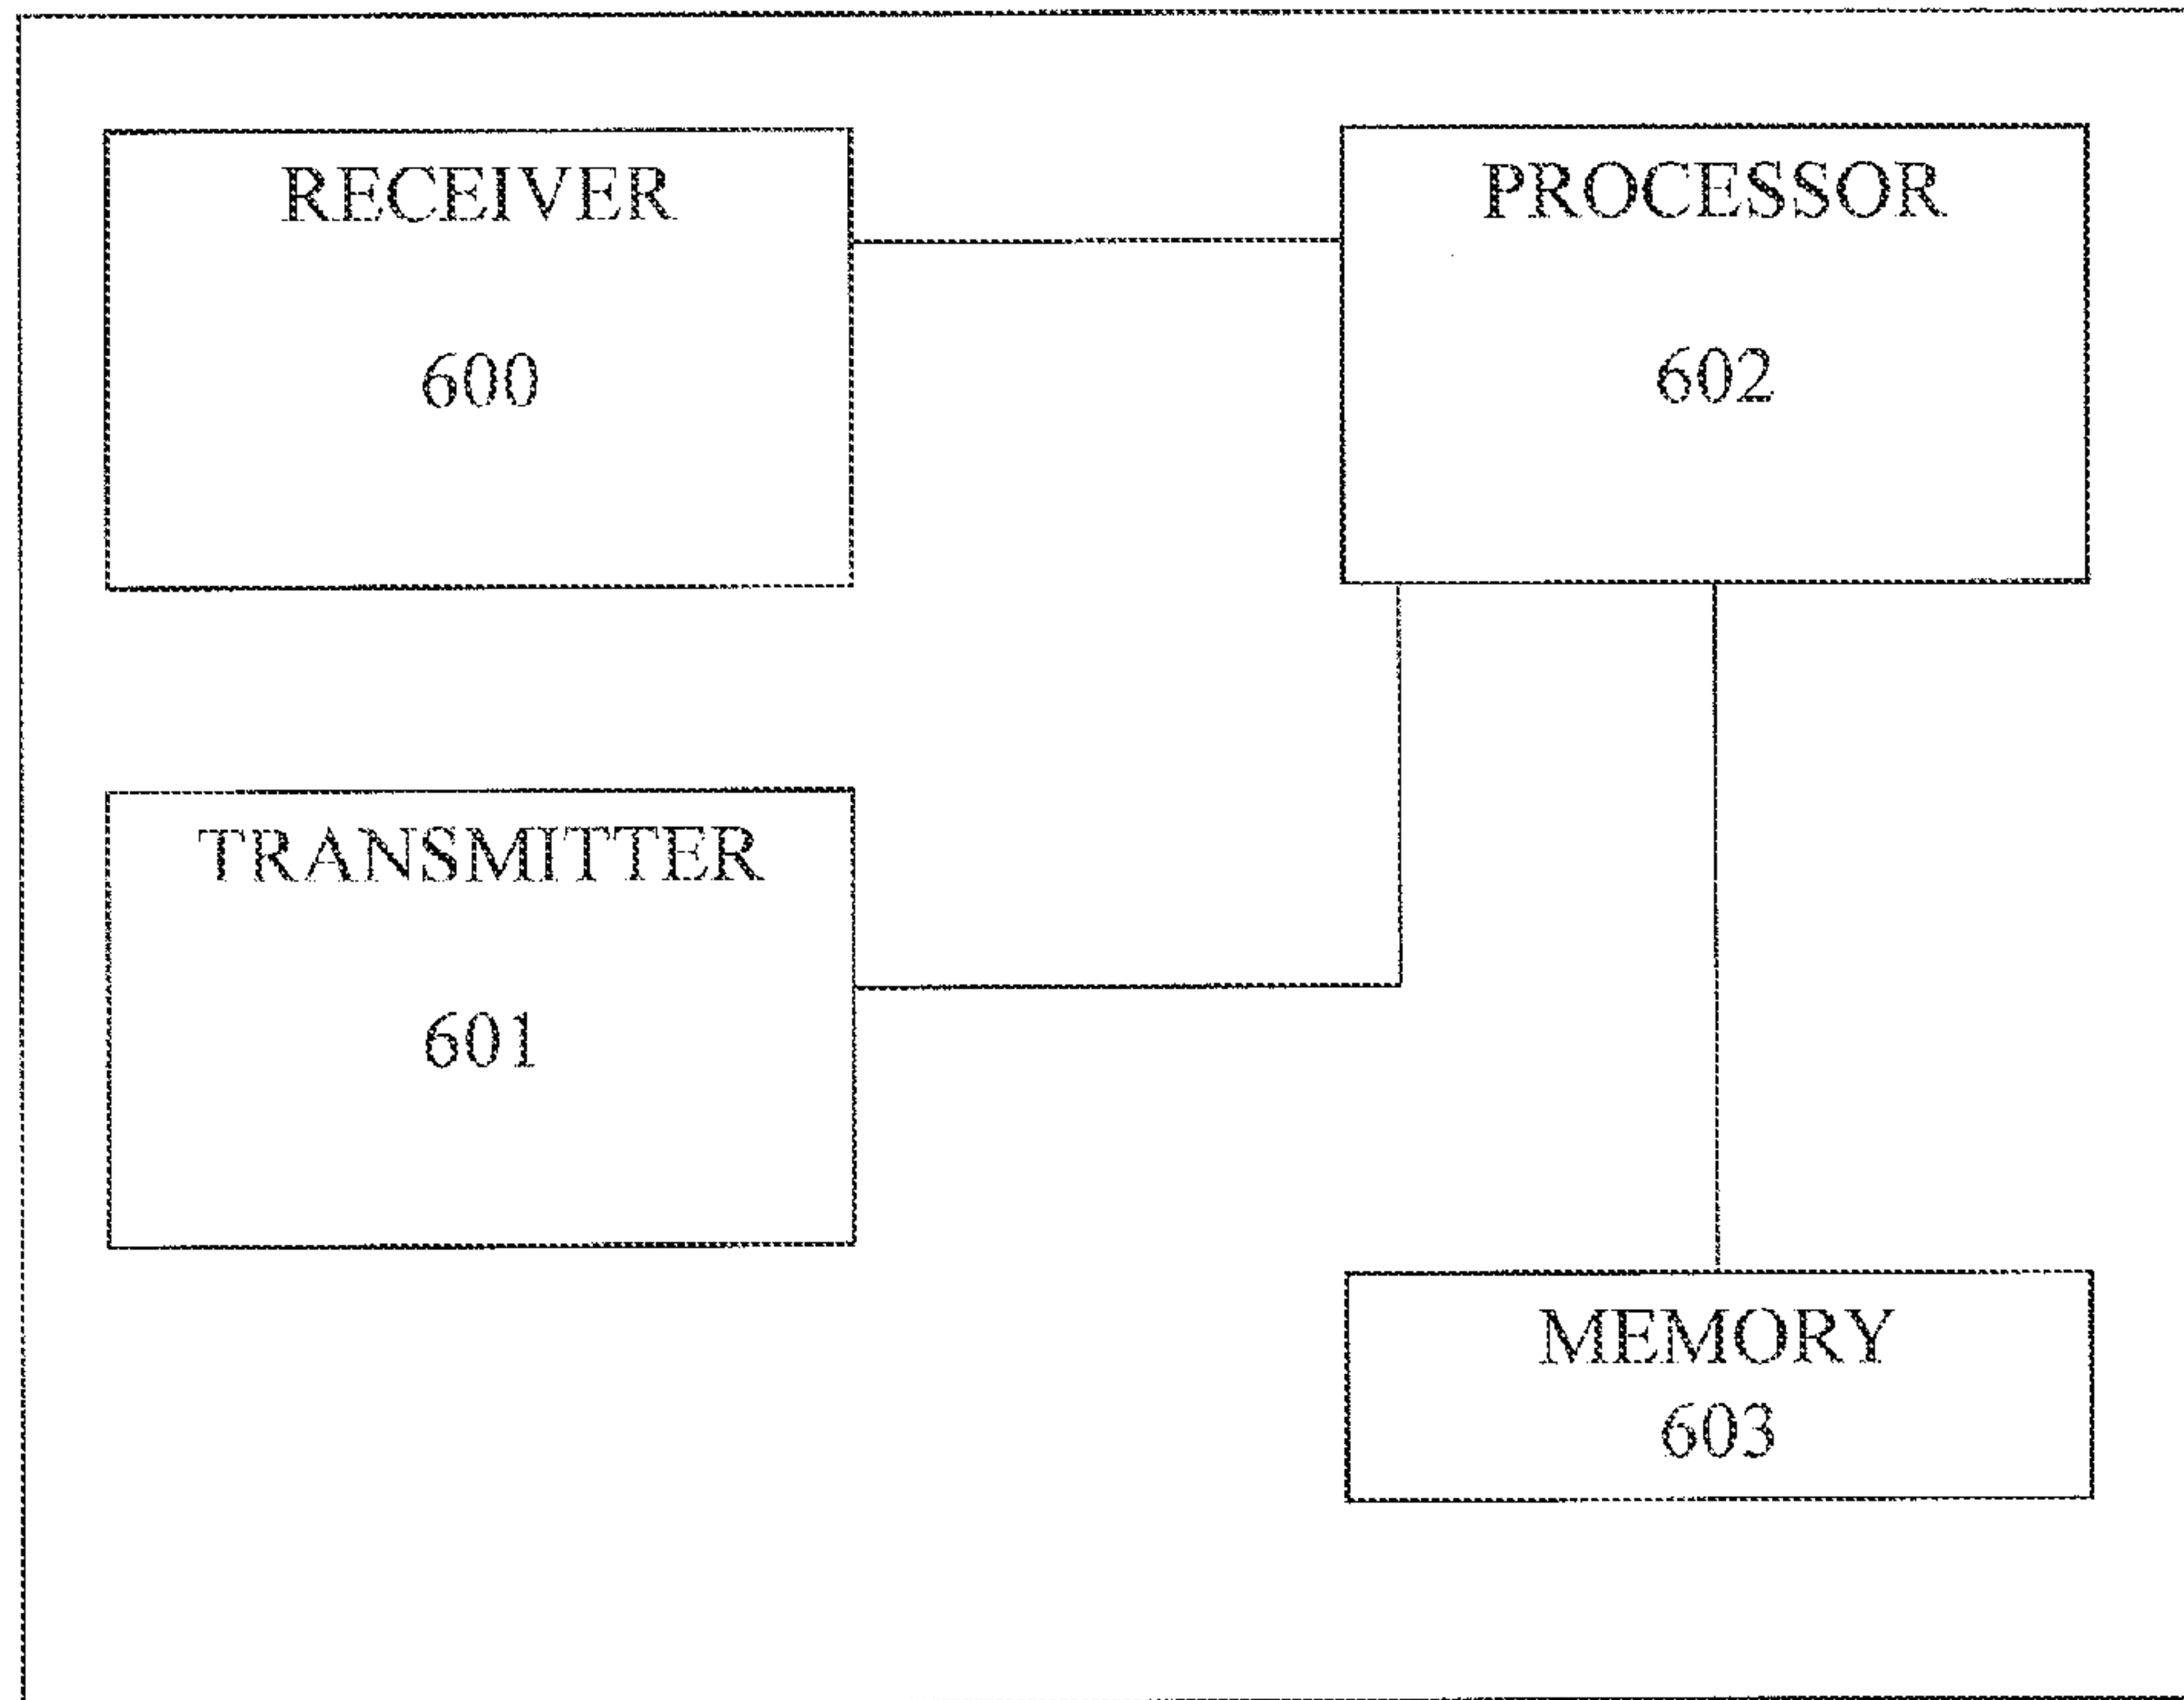 RECEIVER
600
PROCESSOR
602
TRANSMITTER
601
MEMORY
603